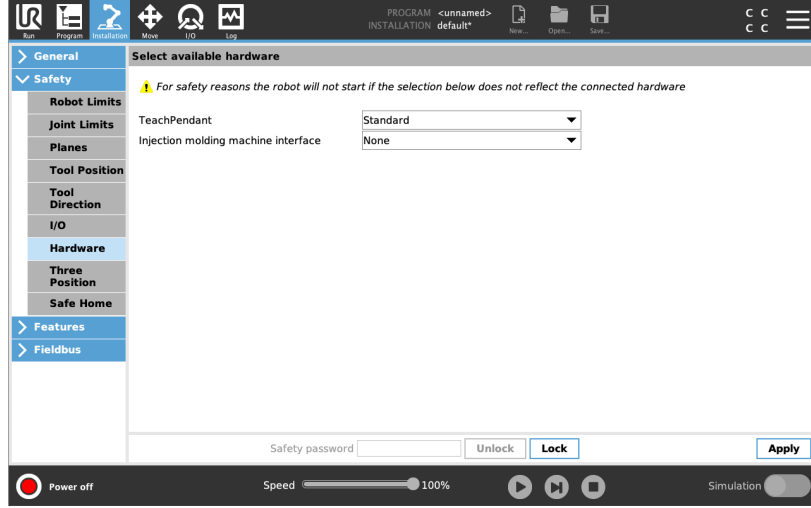 UR
Run
Program
Installation
Move
I/O
Log
PROGRAM <unnamed>
INSTALLATION default*
New...
Open...
Save...
C C
C C
General
Safety
Robot Limits
Joint Limits
Planes
Tool Position
Tool
Direction
I/O
Hardware
Three
Position
Safe Home
Features
Fieldbus
Select available hardware
For safety reasons the robot will not start if the selection below does not reflect the connected hardware
TeachPendant Standard
Injection molding machine interface None
Safety password Unlock Lock Apply
Power off Speed 100% Simulation